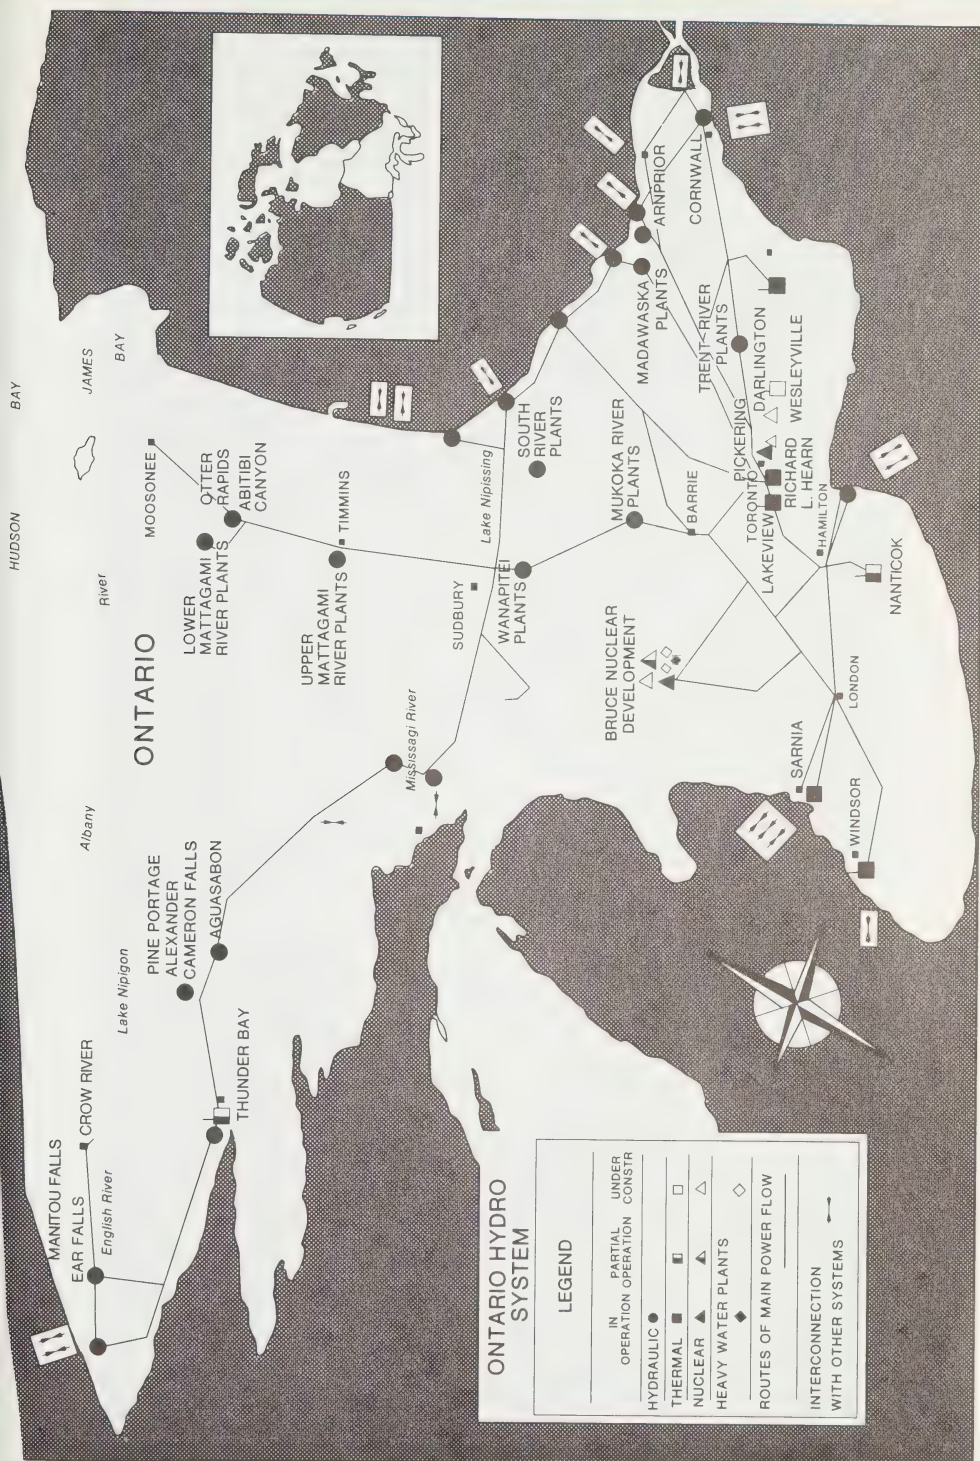 HUDSON
BAY
JAMES
BAY
MOOSONEE
OTTER
RAPIDS
ABITIBI
CANYON
LOWER
MATTAGAMI
RIVER PLANTS
River
ONTARIO
TIMMINS
UPPER
MATTAGAMI
RIVER PLANTS
Albany
PINE PORTAGE
ALEXANDER
CAMERON FALLS
AGUASABON
Lake Nipigon
THUNDER BAY
CROW RIVER
MANITOU FALLS
EAR FALLS
English River
Mississagi River
SUDBURY
WANAPITEI
PLANTS
Lake Nipissing
SOUTH
RIVER
PLANTS
MUKOKA RIVER
PLANTS
BARRIE
MADAWASKA
PLANTS
ARNPRIOR
CORNWALL
TRENT RIVER
PLANTS
DARLINGTON
WESLEYVILLE
PICKERING
TORONTO
LAKEVIEW
RICHARD
L. HEARN
HAMILTON
NANTICOK
BRUCE NUCLEAR
DEVELOPMENT
LONDON
SARNIA
WINDSOR
ONTARIO HYDRO
SYSTEM
LEGEND
IN PARTIAL UNDER
OPERATION OPERATION CONSTR
HYDRAULIC
THERMAL
NUCLEAR
HEAVY WATER PLANTS
ROUTES OF MAIN POWER FLOW
INTERCONNECTION
WITH OTHER SYSTEMS